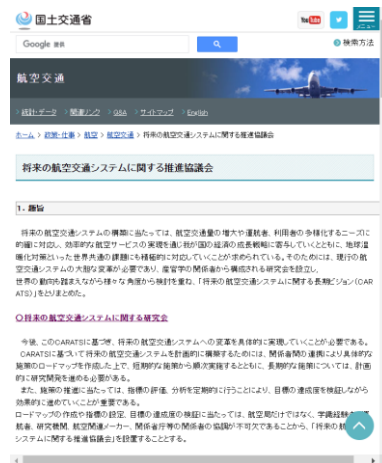 国土交通省
You Tube
メニュー
Google 検索
検索方法
航空交通
> 統計・データ > 関連リンク > Q&A > サイトマップ > English
ホーム > 政策・仕事 > 航空 > 航空交通 > 将来の航空交通システムに関する推進協議会
将来の航空交通システムに関する推進協議会
1. 趣旨
将来の航空交通システムの構築に当たっては、航空交通量の増大や運航者、利用者の多様化するニーズに
的確に対応し、効率的な航空サービスの実現を通じ我が国の経済の成長戦略に寄与していくとともに、地球温
暖化対策といった世界共通の課題にも積極的に対応していくことが求められている。そのためには、現行の航
空交通システムの大胆な変革が必要であり、産官学の関係者から構成される研究会を設立し、
世界の動向も踏まえながら様々な角度から検討を重ね、「将来の航空交通システムに関する長期ビジョン(CAR
ATS)」をとりまとめた。
○将来の航空交通システムに関する研究会
今後、このCARATSに基づき、将来の航空交通システムへの変革を具体的に実現していくことが必要である。
CARATSに基づいて将来の航空交通システムを計画的に構築するためには、関係者間の連携により具体的な
施策のロードマップを作成した上で、短期的な施策から順次実施するとともに、長期的な施策については、計画
的に研究開発を進める必要がある。
また、施策の推進に当たっては、指標の評価、分析を定期的に行うことにより、目標の達成度を検証しながら
効果的に進めていくことが重要である。
ロードマップの作成や指標の設定、目標の達成度の検証に当たっては、航空局だけではなく、学識経験
航者、研究機関、航空関連メーカー、関係省庁等の関係者の協調が不可欠であることから、「将来の航
システムに関する推進協議会」を設置することとする。